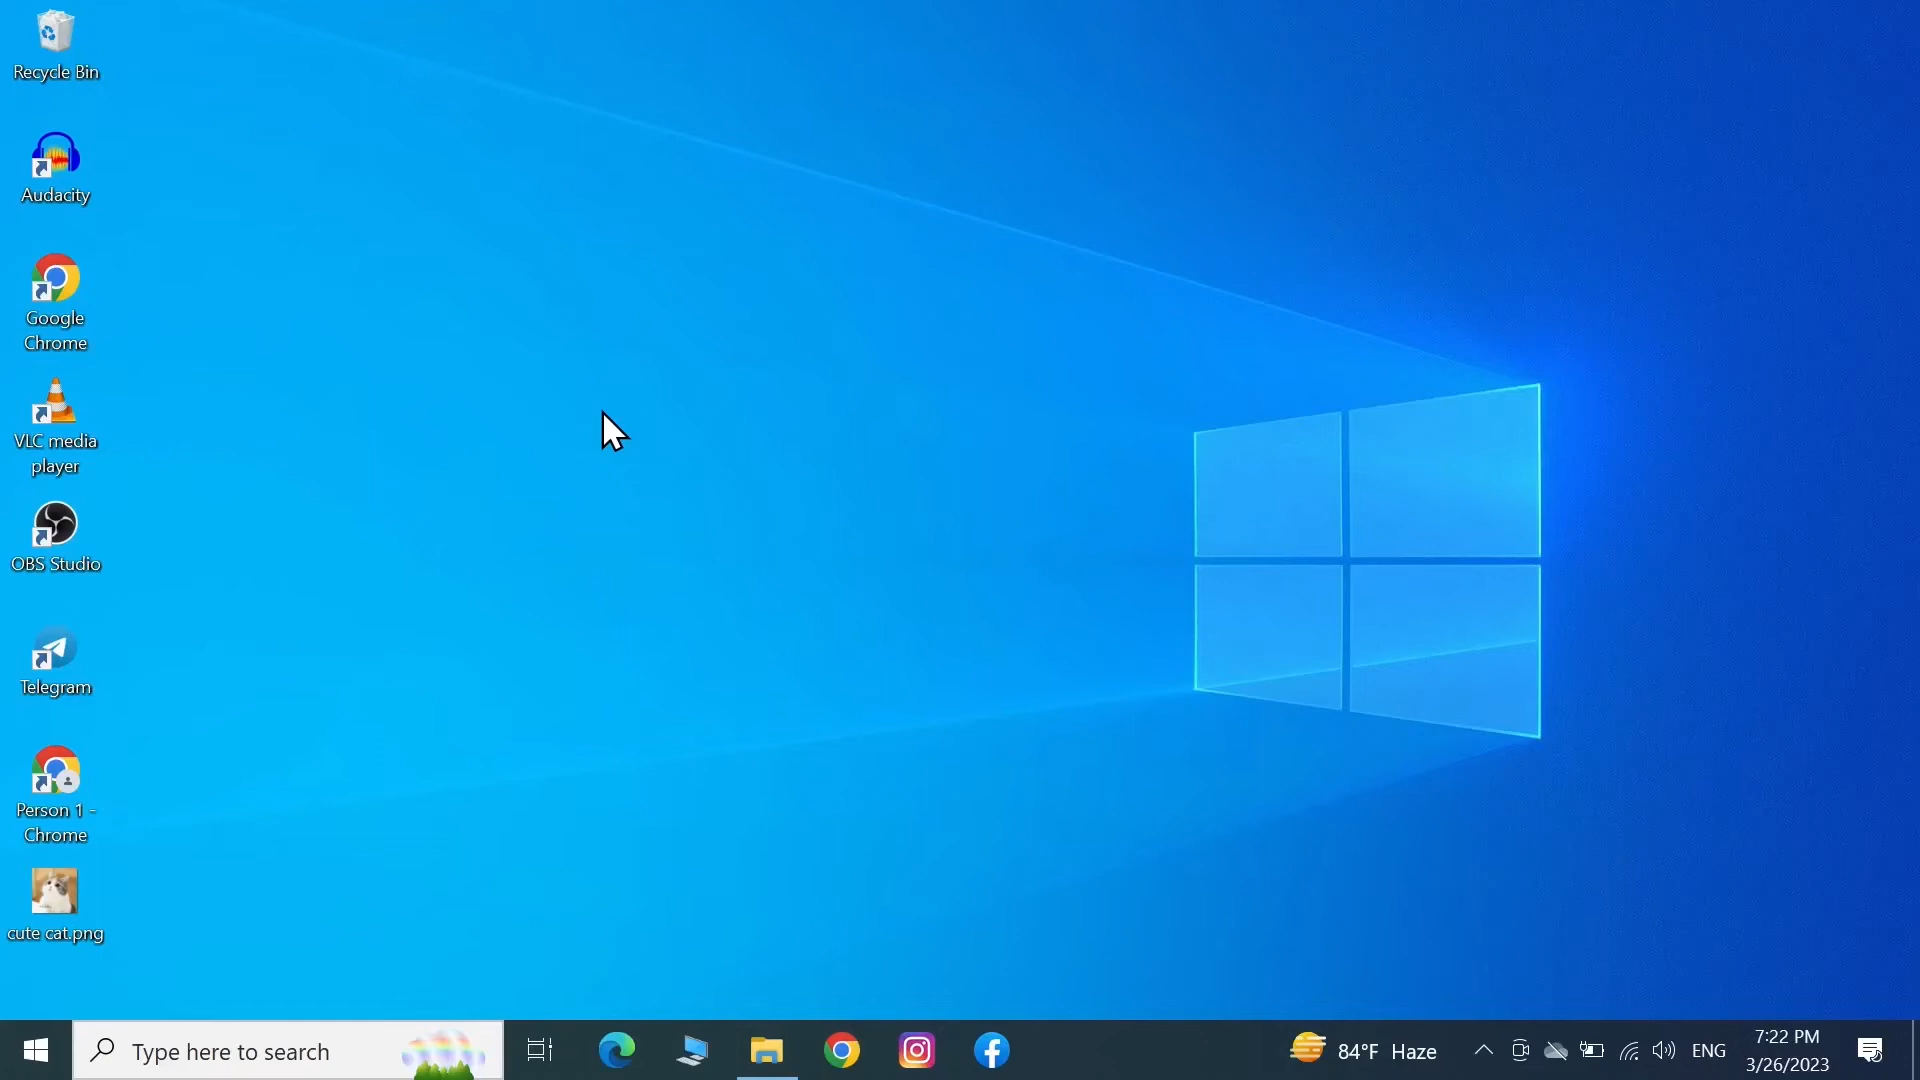 Recycle Bin
Audacity
Google
Chrome
VLC media
player
OBS Studio
Telegram
Person 1 -
Chrome
cute cat.png
Type here to search
84°F Haze
ENG
7:22 PM
3/26/2023